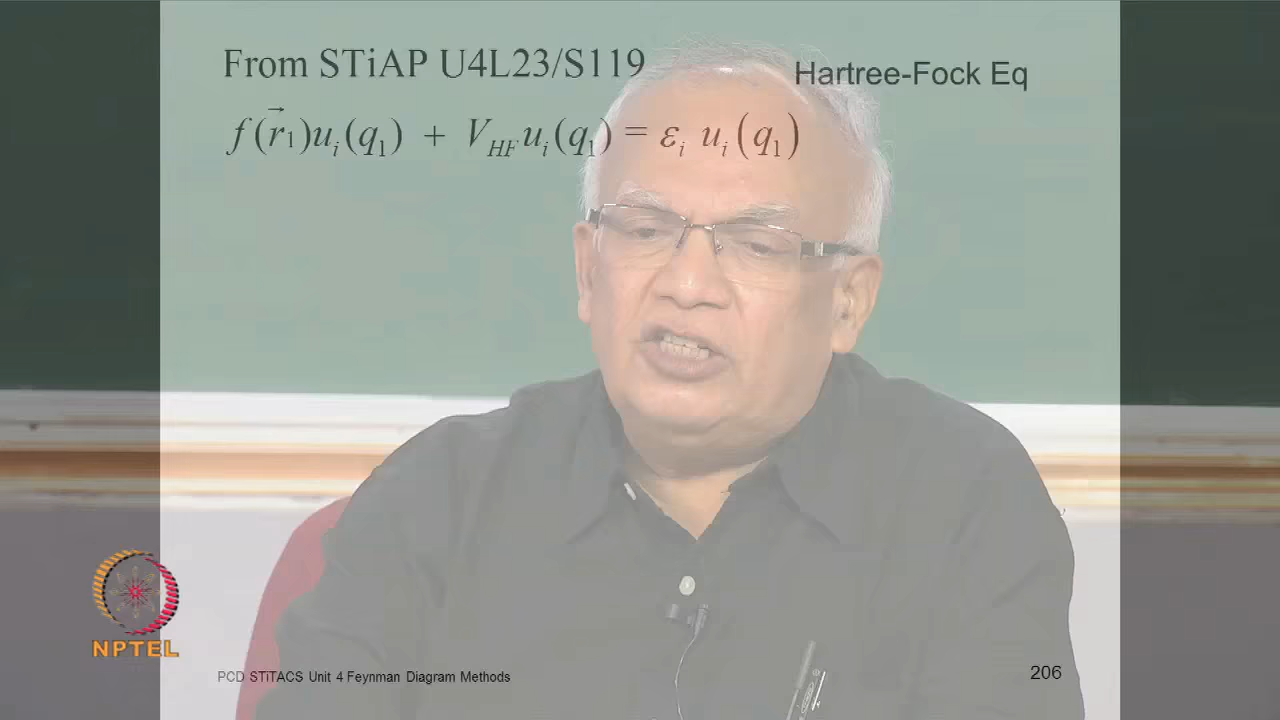 From STiAP U4L23/S119
Hartree-Fock Eq
f(r⃗1)uᵢ(q₁) + V_HF uᵢ(q₁) = εᵢ uᵢ(q₁)
NPTEL
PCD STiTACS Unit 4 Feynman Diagram Methods
206